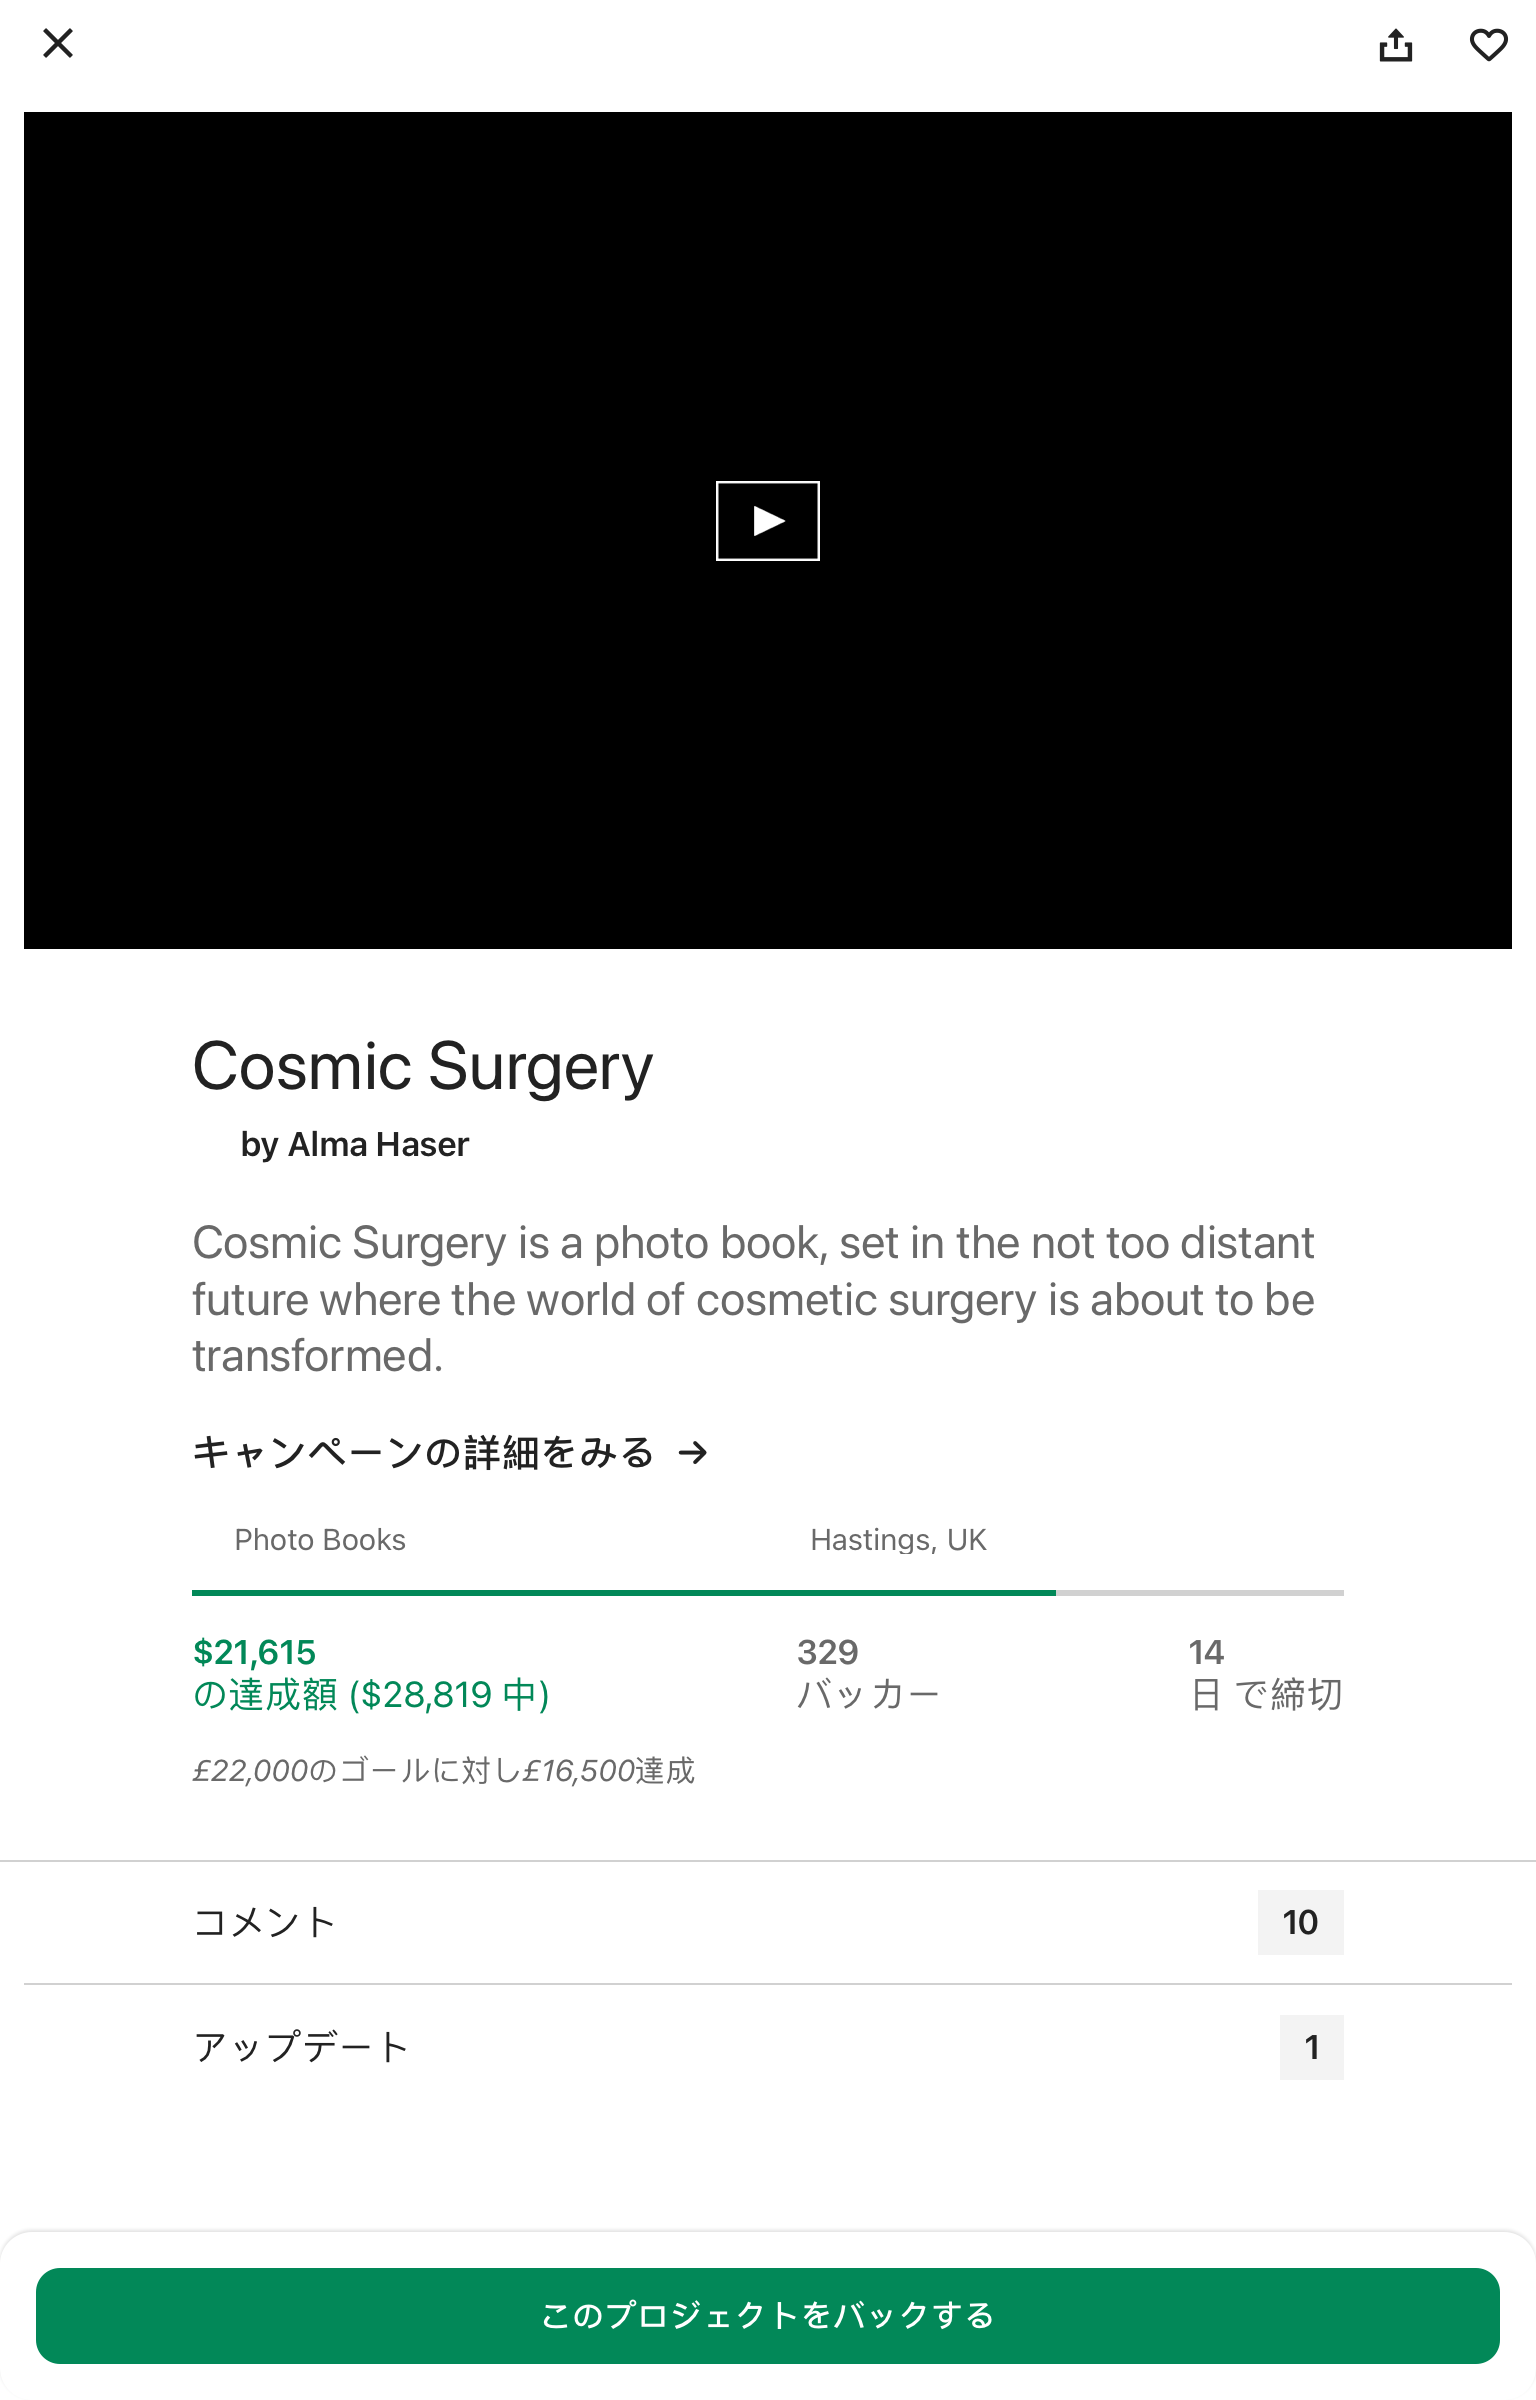 Cosmic Surgery
by Alma Haser
Cosmic Surgery is a photo book, set in the not too distant
future where the world of cosmetic surgery is about to be
transformed.
キャンペーンの詳細をみる →
Photo Books
Hastings, UK
$21,615
の達成額 ($28,819 中)
329
バッカー
14
日 で締切
£22,000のゴールに対し£16,500達成
コメント
10
アップデート
1
このプロジェクトをバックする